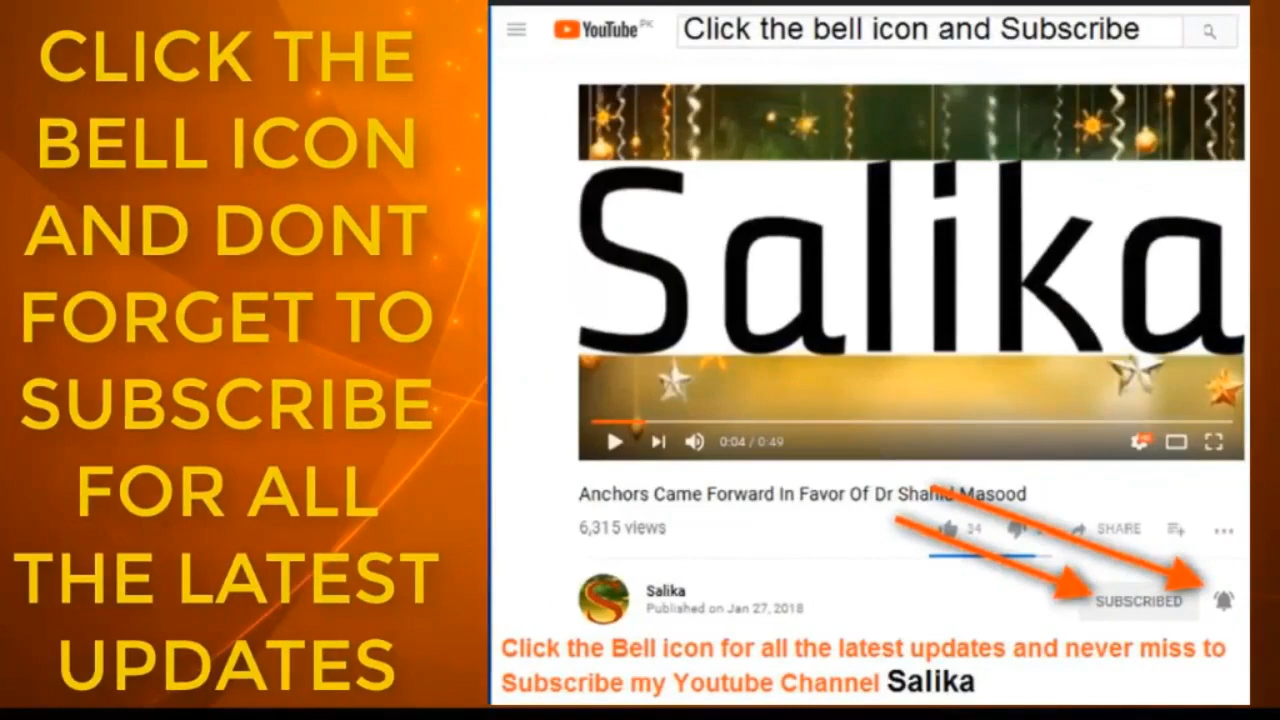 CLICK THE
BELL ICON
AND DONT
FORGET TO
SUBSCRIBE
FOR ALL
THE LATEST
UPDATES
YouTube PK
Click the bell icon and Subscribe
Salika
0:04 / 0:49
Anchors Came Forward In Favor Of Dr Shahid Masood
6,315 views
34
SHARE
Salika
Published on Jan 27, 2018
SUBSCRIBED
Click the Bell icon for all the latest updates and never miss to
Subscribe my Youtube Channel Salika